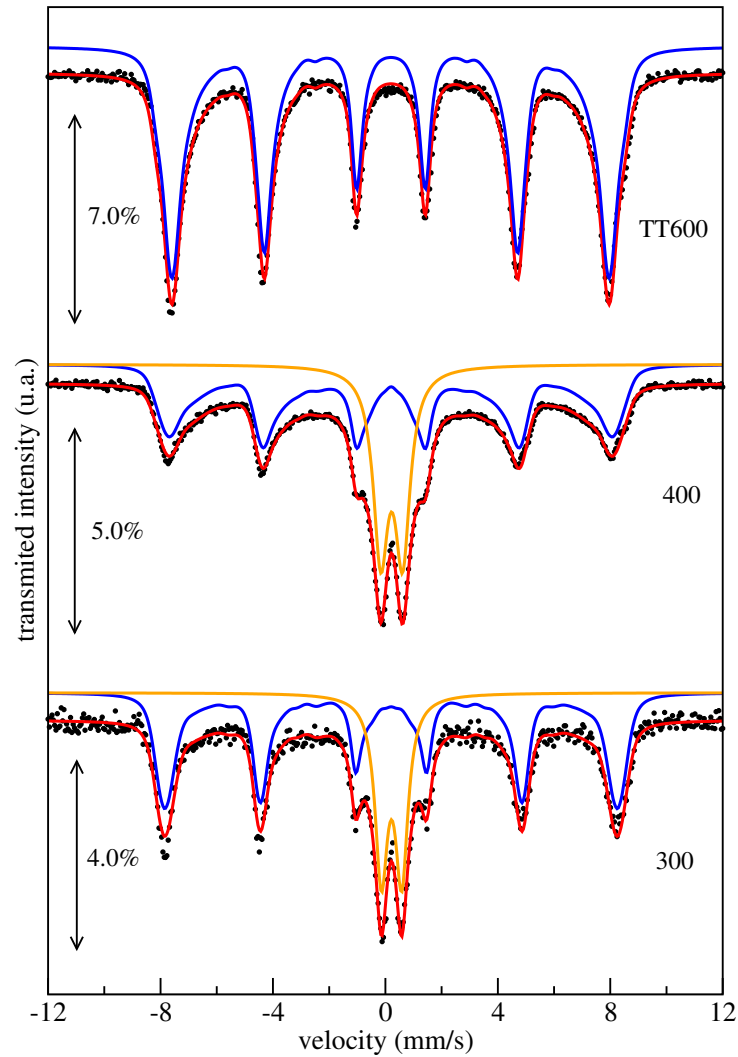 7.0%
TT600
transmited intensity (u.a.)
400
5.0%
4.0%
300
-12 -8 -4 0 4 8 12
velocity (mm/s)